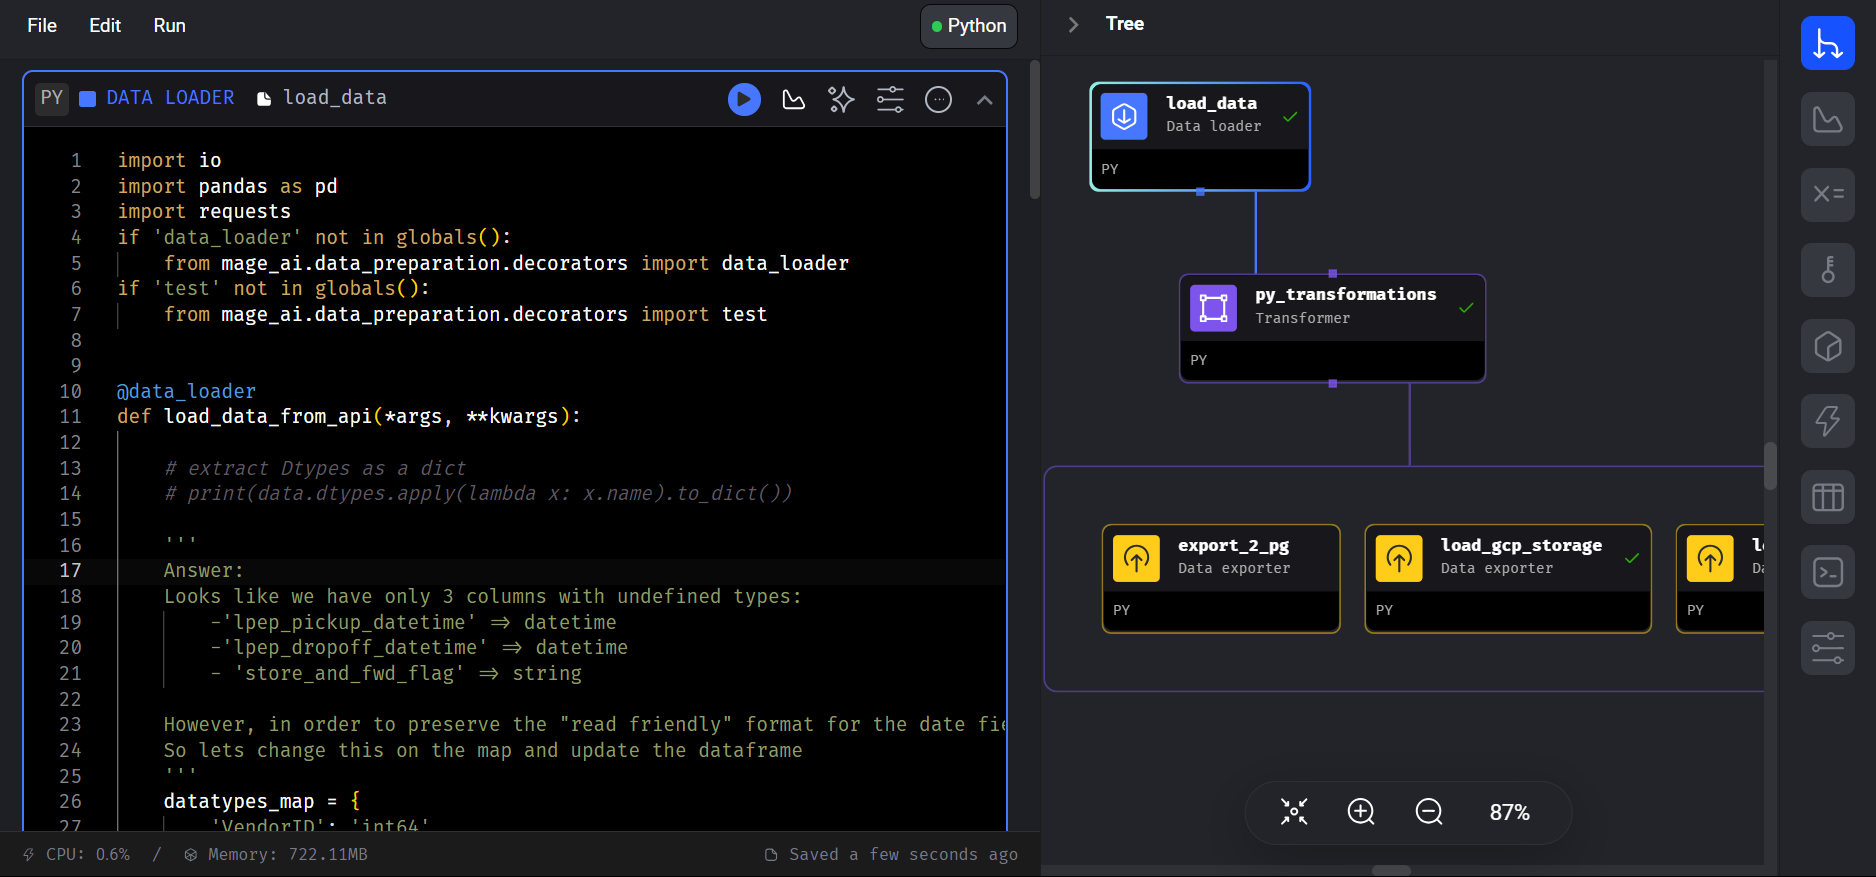 File Edit Run
Python
PY DATA LOADER load_data
1 import io
2 import pandas as pd
3 import requests
4 if 'data_loader' not in globals():
5 from mage_ai.data_preparation.decorators import data_loader
6 if 'test' not in globals():
7 from mage_ai.data_preparation.decorators import test
8
9
10 @data_loader
11 def load_data_from_api(*args, **kwargs):
12
13 # extract Dtypes as a dict
14 # print(data.dtypes.apply(lambda x: x.name).to_dict())
15
16 '''
17 Answer:
18 Looks like we have only 3 columns with undefined types:
19 -'lpep_pickup_datetime' => datetime
20 -'lpep_dropoff_datetime' => datetime
21 - 'store_and_fwd_flag' => string
22
23 However, in order to preserve the "read friendly" format for the date fie
24 So lets change this on the map and update the dataframe
25 '''
26 datatypes_map = {
27 'VendorID': 'int64'
CPU: 0.6% / Memory: 722.11MB
Saved a few seconds ago
Tree
load_data
Data loader
PY
py_transformations
Transformer
PY
export_2_pg
Data exporter
PY
load_gcp_storage
Data exporter
PY
PY
87%